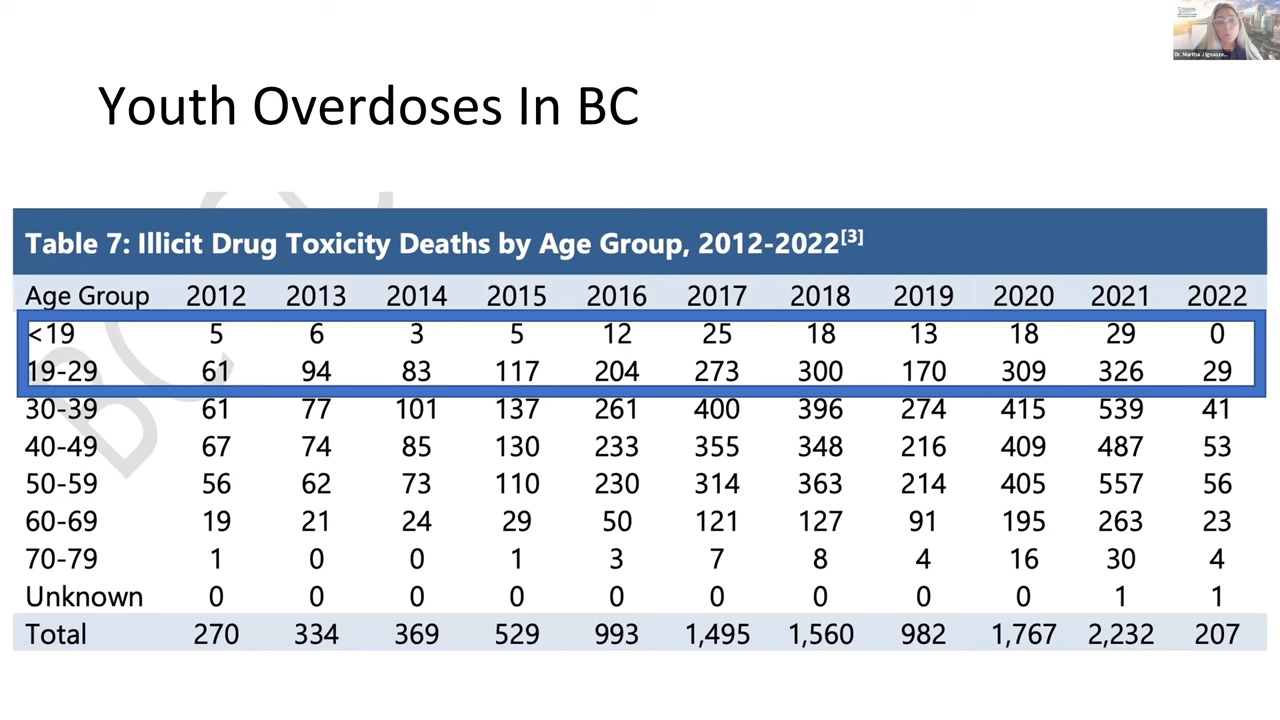 Dr. Martha J Ignasze...
Youth Overdoses In BC
Table 7: Illicit Drug Toxicity Deaths by Age Group, 2012-2022[3]
Age Group 2012 2013 2014 2015 2016 2017 2018 2019 2020 2021 2022
<19 5 6 3 5 12 25 18 13 18 29 0
19-29 61 94 83 117 204 273 300 170 309 326 29
30-39 61 77 101 137 261 400 396 274 415 539 41
40-49 67 74 85 130 233 355 348 216 409 487 53
50-59 56 62 73 110 230 314 363 214 405 557 56
60-69 19 21 24 29 50 121 127 91 195 263 23
70-79 1 0 0 1 3 7 8 4 16 30 4
Unknown 0 0 0 0 0 0 0 0 0 1 1
Total 270 334 369 529 993 1,495 1,560 982 1,767 2,232 207